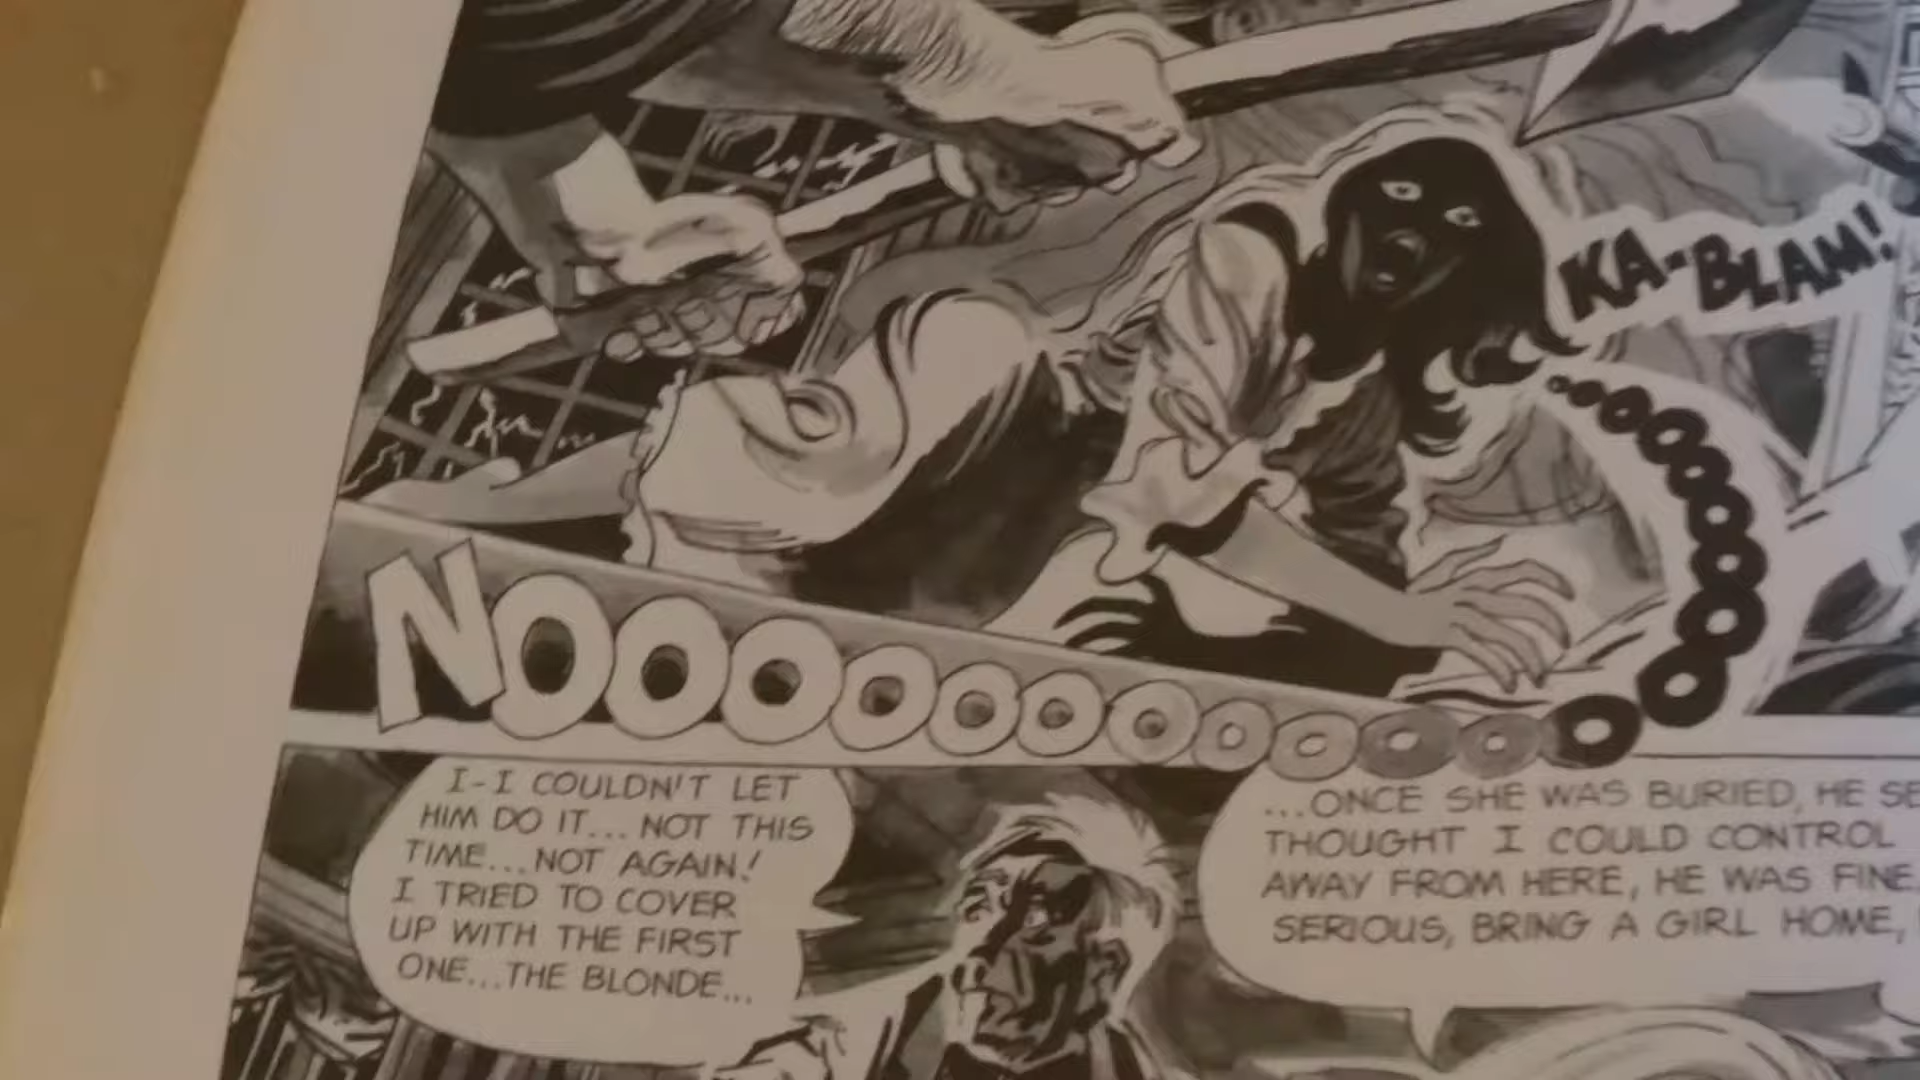 KA-BLAM!
NOOOOOOOOOOOO...OOOOOOOOOO
I-I COULDN'T LET
HIM DO IT... NOT THIS
TIME...NOT AGAIN!
I TRIED TO COVER
UP WITH THE FIRST
ONE...THE BLONDE...
...ONCE SHE WAS BURIED, HE
THOUGHT I COULD CONTROL
AWAY FROM HERE, HE WAS FINE.
SERIOUS, BRING A GIRL HOME,